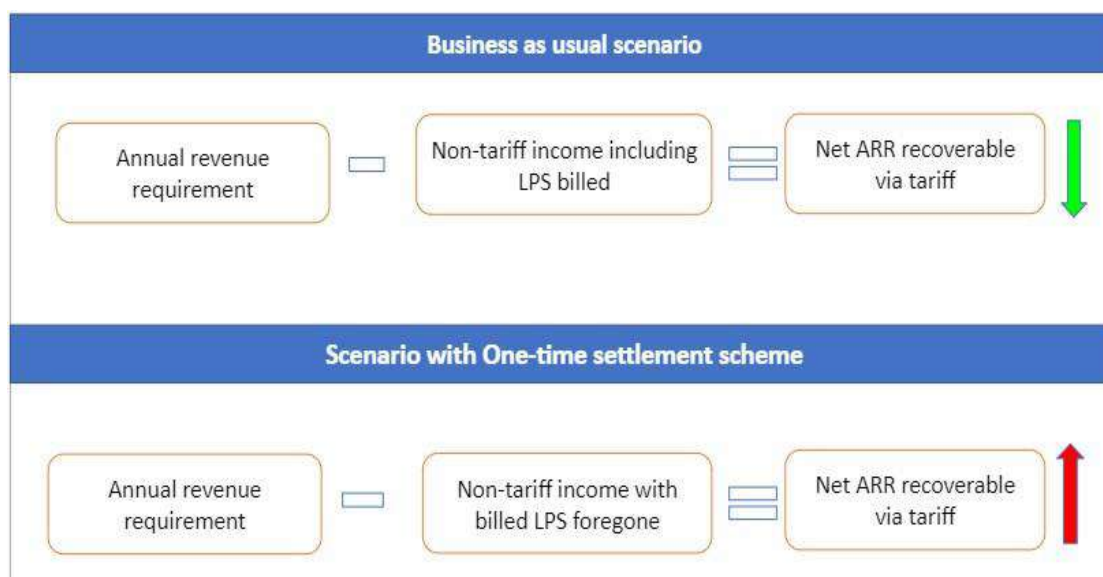 Business as usual scenario
Annual revenue
requirement
Non-tariff income including
LPS billed
Net ARR recoverable
via tariff
Scenario with One-time settlement scheme
Annual revenue
requirement
Non-tariff income with
billed LPS foregone
Net ARR recoverable
via tariff